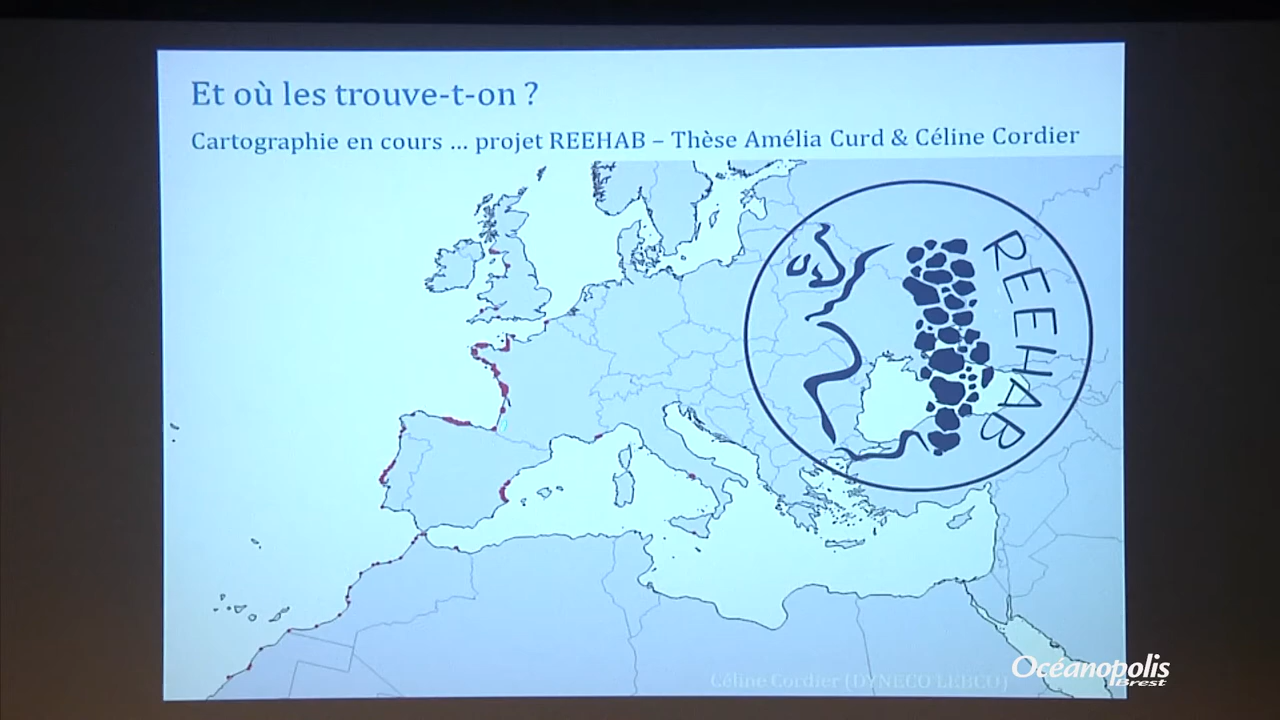 Et où les trouve-t-on ?
Cartographie en cours ... projet REEHAB – Thèse Amélia Curd & Céline Cordier
REEHAB
Océanopolis
Brest
Céline Cordier (DYNECO LEBCO)